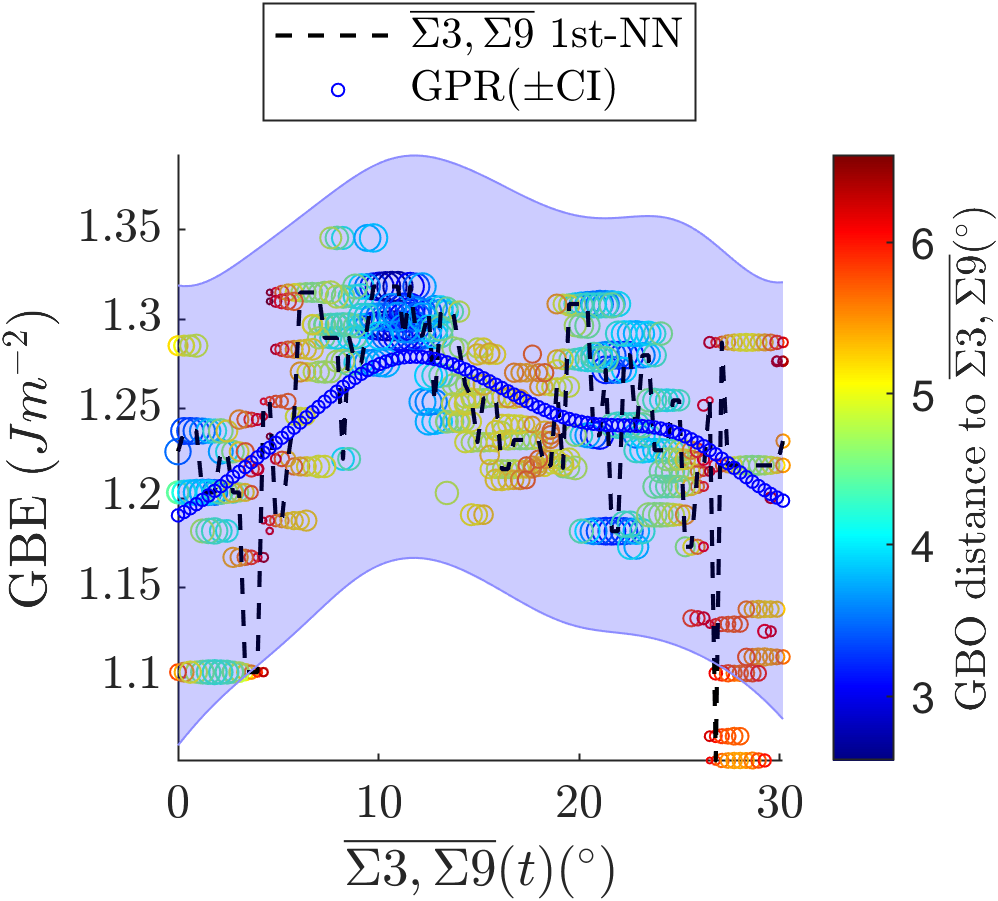 Σ3, Σ9 1st-NN
GPR(±CI)
GBE (Jm⁻²)
1.35
1.3
1.25
1.2
1.15
1.1
0
10
20
30
Σ3, Σ9(t)(°)
6
5
4
3
GBO distance to Σ3, Σ9(°)